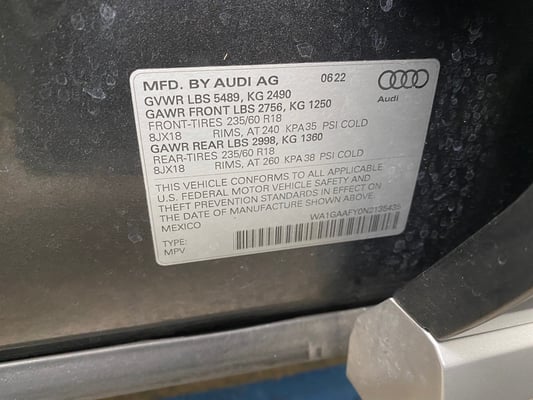 MFD. BY AUDI AG 06 22
GVWR LBS 5489, KG 2490
GAWR FRONT LBS 2756, KG 1250
FRONT-TIRES 235/60 R18
8JX18 RIMS, AT 240 KPA 35 PSI COLD
GAWR REAR LBS 2998, KG 1360
REAR-TIRES 235/60 R18
8JX18 RIMS, AT 260 KPA 38 PSI COLD
Audi
THIS VEHICLE CONFORMS TO ALL APPLICABLE
U.S. FEDERAL MOTOR VEHICLE SAFETY AND
THEFT PREVENTION STANDARDS IN EFFECT ON
THE DATE OF MANUFACTURE SHOWN ABOVE.
MEXICO WA1GAAFY0N2135435
TYPE:
MPV